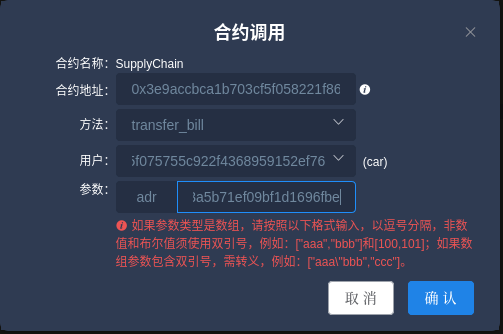 合约调用
合约名称: SupplyChain
合约地址: 0x3e9accbca1b703cf5f058221f86
方法: transfer_bill
用户: 5f075755c922f4368959152ef76 (car)
参数: adr 3a5b71ef09bf1d1696fbe
如果参数类型是数组，请按照以下格式输入，以逗号分隔，非数
值和布尔值须使用双引号，例如：["aaa","bbb"]和[100,101]；如果数
组参数包含双引号，需转义，例如：["aaa\"bbb","ccc"]。
取 消 确 认